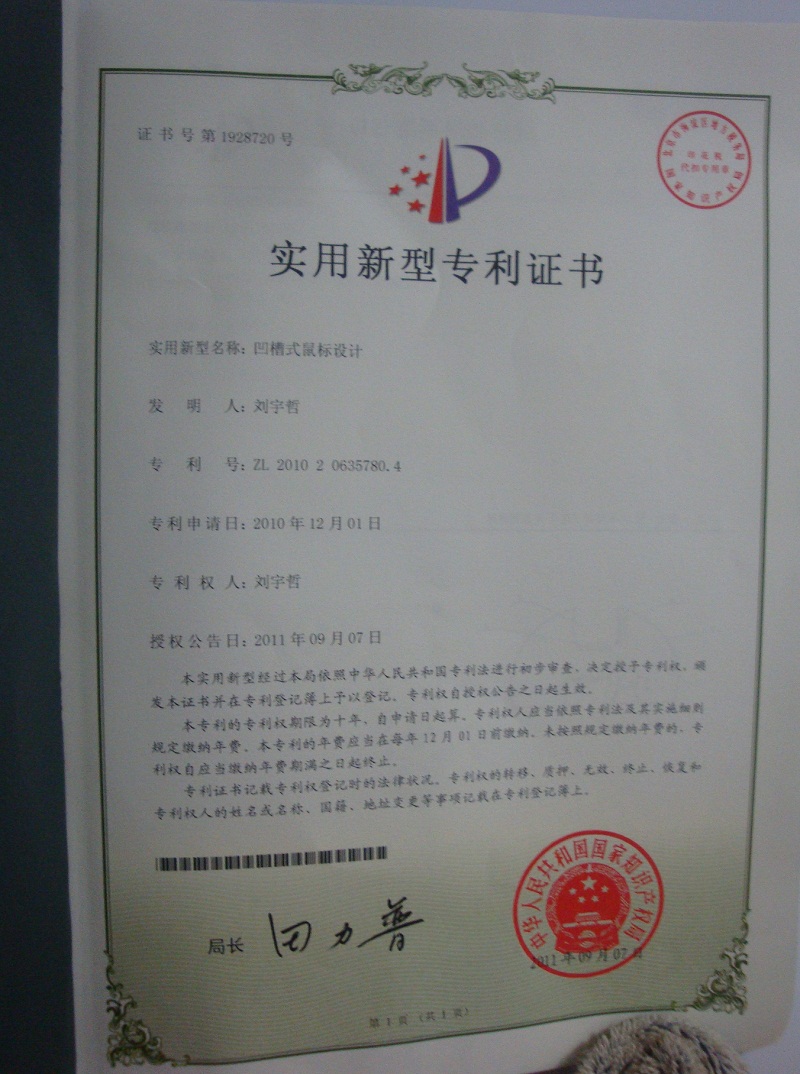 证书号第1928720号
实用新型专利证书
实用新型名称：凹槽式鼠标设计
发明人：刘宇哲
专利号：ZL 2010 2 0635780.4
专利申请日：2010年12月01日
专利权人：刘宇哲
授权公告日：2011年09月07日
本实用新型经过本局依照中华人民共和国专利法进行初步审查，决定授予专利权，颁
发本证书并在专利登记簿上予以登记。专利权自授权公告之日起生效。
本专利的专利权期限为十年，自申请日起算。专利权人应当依照专利法及其实施细则
规定缴纳年费。本专利的年费应当在每年12月01日前缴纳。未按照规定缴纳年费的，专
利权自应当缴纳年费期满之日起终止。
专利证书记载专利权登记时的法律状况。专利权的转移、质押、无效、终止、恢复和
专利权人的姓名或名称、国籍、地址变更等事项记载在专利登记簿上。
局长 田力普
中华人民共和国国家知识产权局
2011年09月07日
第1页（共1页）